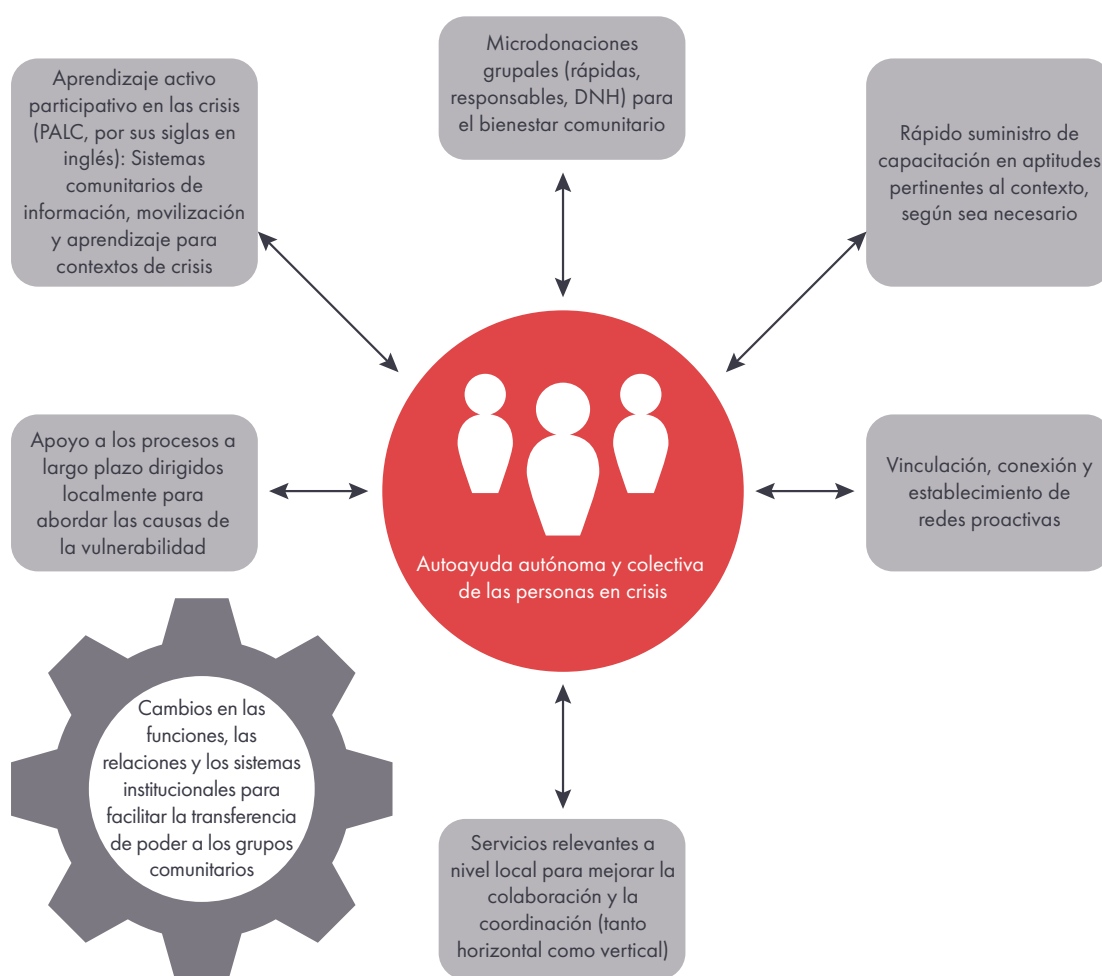 Microdonaciones
grupales (rápidas,
responsables, DNH) para
el bienestar comunitario
Aprendizaje activo
participativo en las crisis
(PALC, por sus siglas en
inglés): Sistemas
comunitarios de
información, movilización
y aprendizaje para
contextos de crisis
Rápido suministro de
capacitación en aptitudes
pertinentes al contexto,
según sea necesario
Apoyo a los procesos a
largo plazo dirigidos
localmente para
abordar las causas de
la vulnerabilidad
Autoayuda autónoma y colectiva
de las personas en crisis
Vinculación, conexión y
establecimiento de
redes proactivas
Cambios en las
funciones, las
relaciones y los sistemas
institucionales para
facilitar la transferencia
de poder a los grupos
comunitarios
Servicios relevantes a
nivel local para mejorar la
colaboración y la
coordinación (tanto
horizontal como vertical)